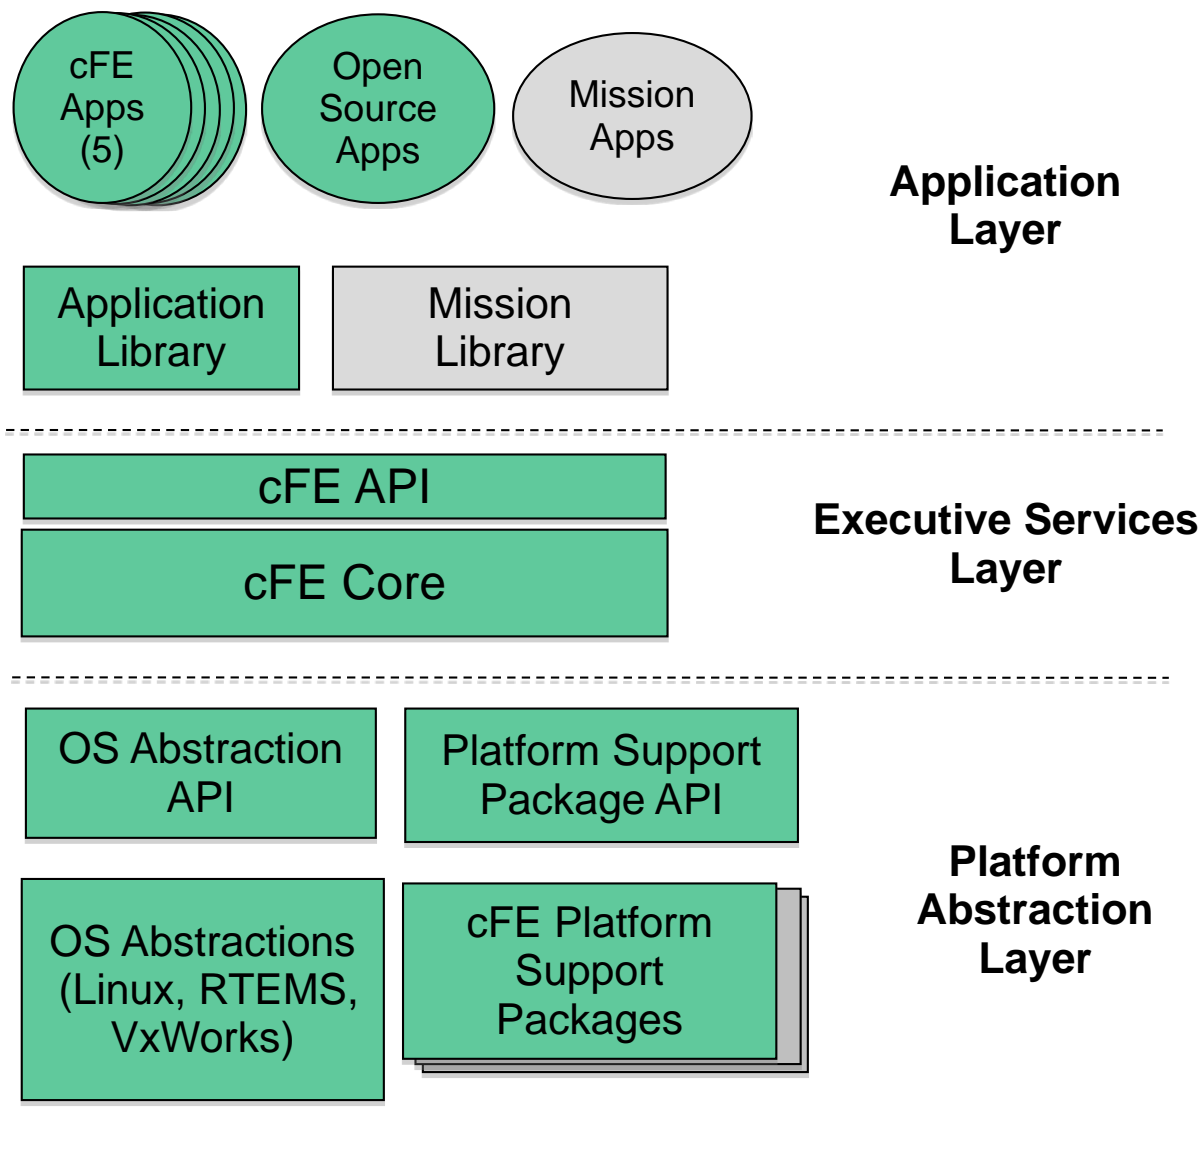 cFE
Apps
(5)
Open
Source
Apps
Mission
Apps
Application
Layer
Application
Library
Mission
Library
cFE API
cFE Core
Executive Services
Layer
OS Abstraction
API
Platform Support
Package API
OS Abstractions
(Linux, RTEMS,
VxWorks)
cFE Platform
Support
Packages
Platform
Abstraction
Layer